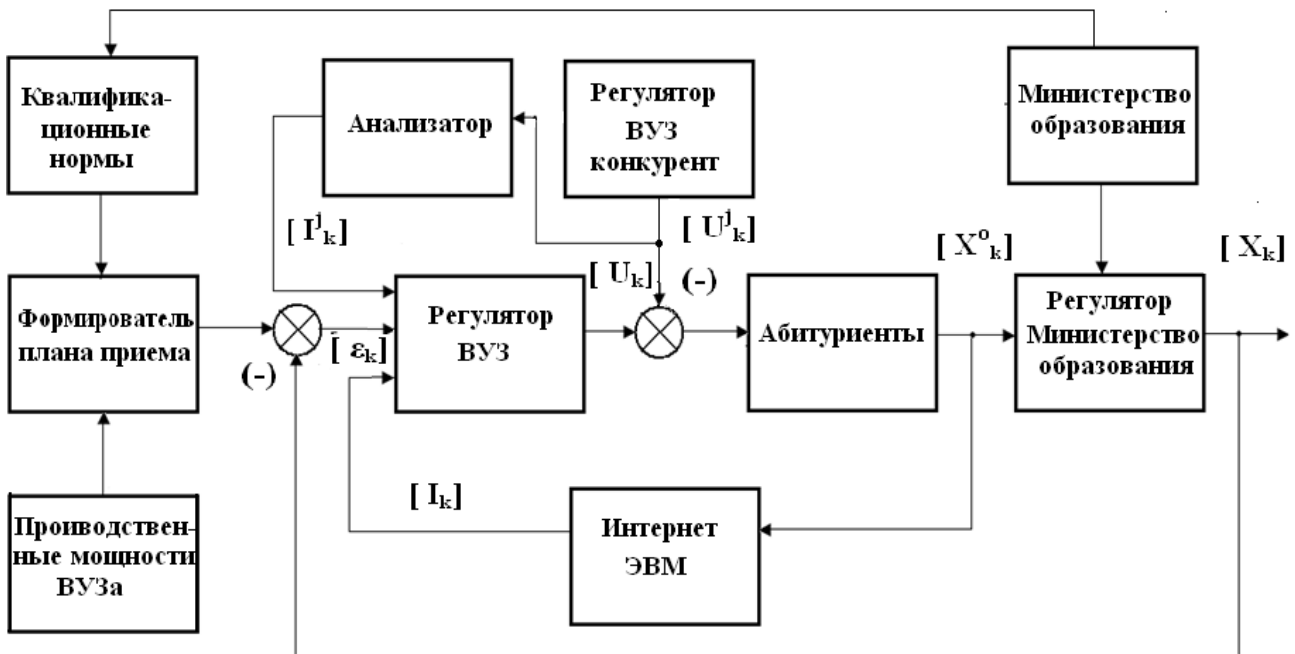 Квалифика-
ционные
нормы
Анализатор
Регулятор
ВУЗ
конкурент
Министерство
образования
[ I^j_k]
[ U^j_k]
[ U_k]
(-)
[ X^o_k]
[ X_k]
Формирователь
плана приема
(-)
[ ε_k]
Регулятор
ВУЗ
Абитуриенты
Регулятор
Министерство
образования
[ I_k]
Проиводствен-
ные мощности
ВУЗа
Интернет
ЭВМ